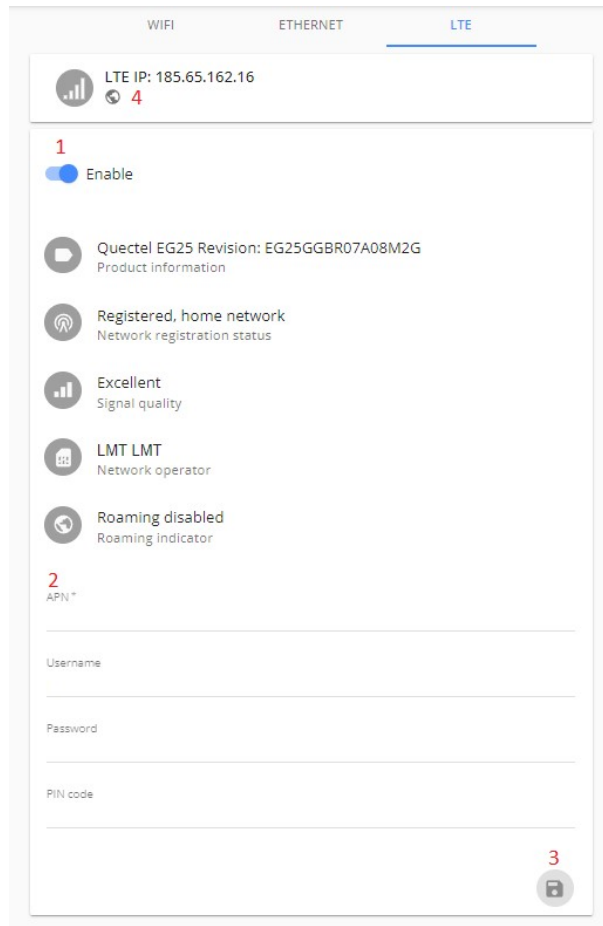 WIFI ETHERNET LTE
LTE IP: 185.65.162.16
4
1
Enable
Quectel EG25 Revision: EG25GGBR07A08M2G
Product information
Registered, home network
Network registration status
Excellent
Signal quality
LMT LMT
Network operator
Roaming disabled
Roaming indicator
2
APN *
Username
Password
PIN code
3